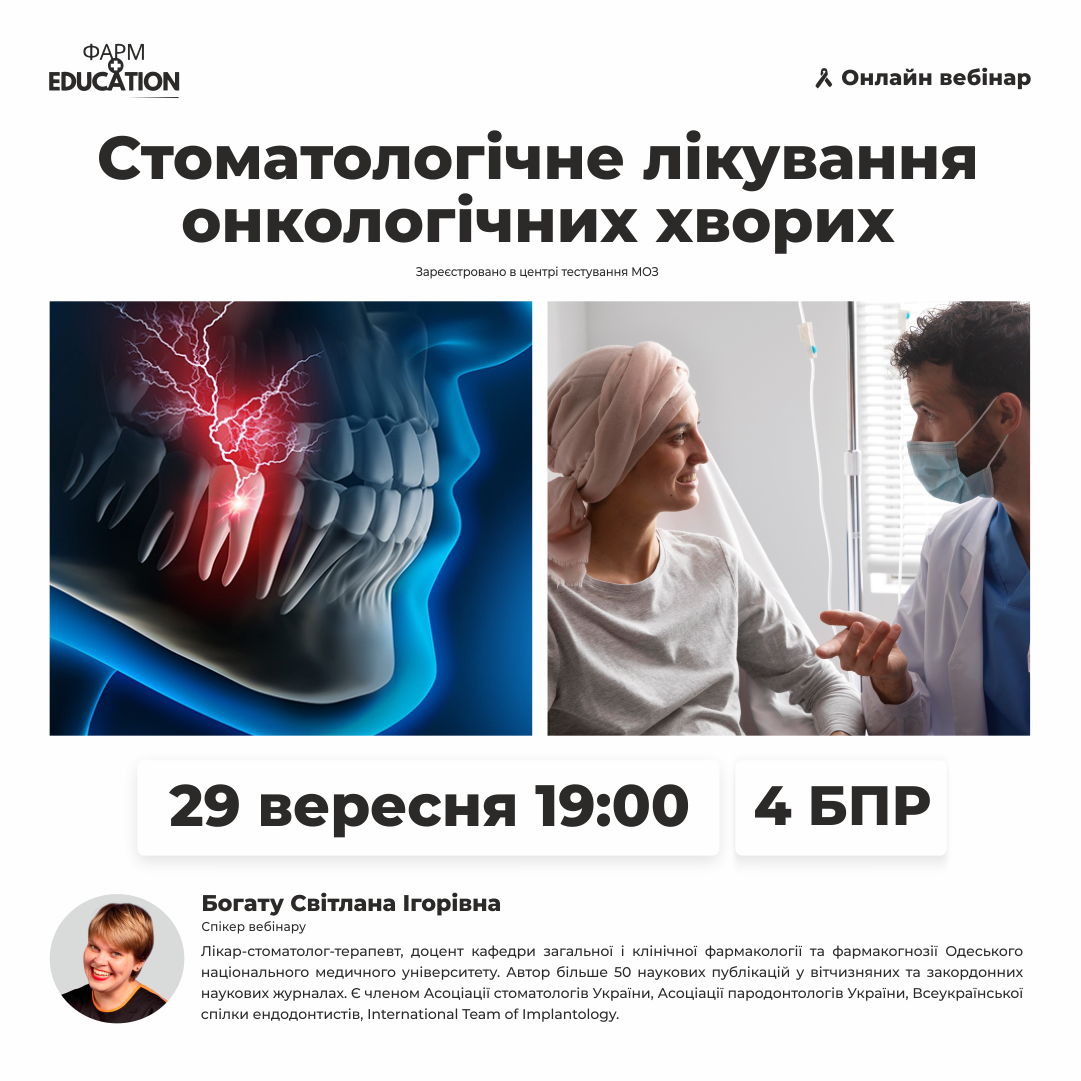 ФАРМ
EDUCATION
Онлайн вебінар
Стоматологічне лікування
онкологічних хворих
Зареєстровано в центрі тестування МОЗ
29 вересня 19:00
4 БПР
Богату Світлана Ігорівна
Спікер вебінару
Лікар-стоматолог-терапевт, доцент кафедри загальної і клінічної фармакології та фармакогнозії Одеського
національного медичного університету. Автор більше 50 наукових публікацій у вітчизняних та закордонних
наукових журналах. Є членом Асоціації стоматологів України, Асоціації пародонтологів України, Всеукраїнської
спілки ендодонтистів, International Team of Implantology.